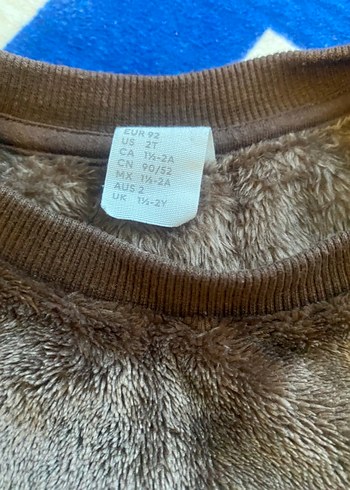 EUR 92
US 2T
CA 1½-2A
CN 90/52
MX 1½-2A
AUS 2
UK 1½-2Y